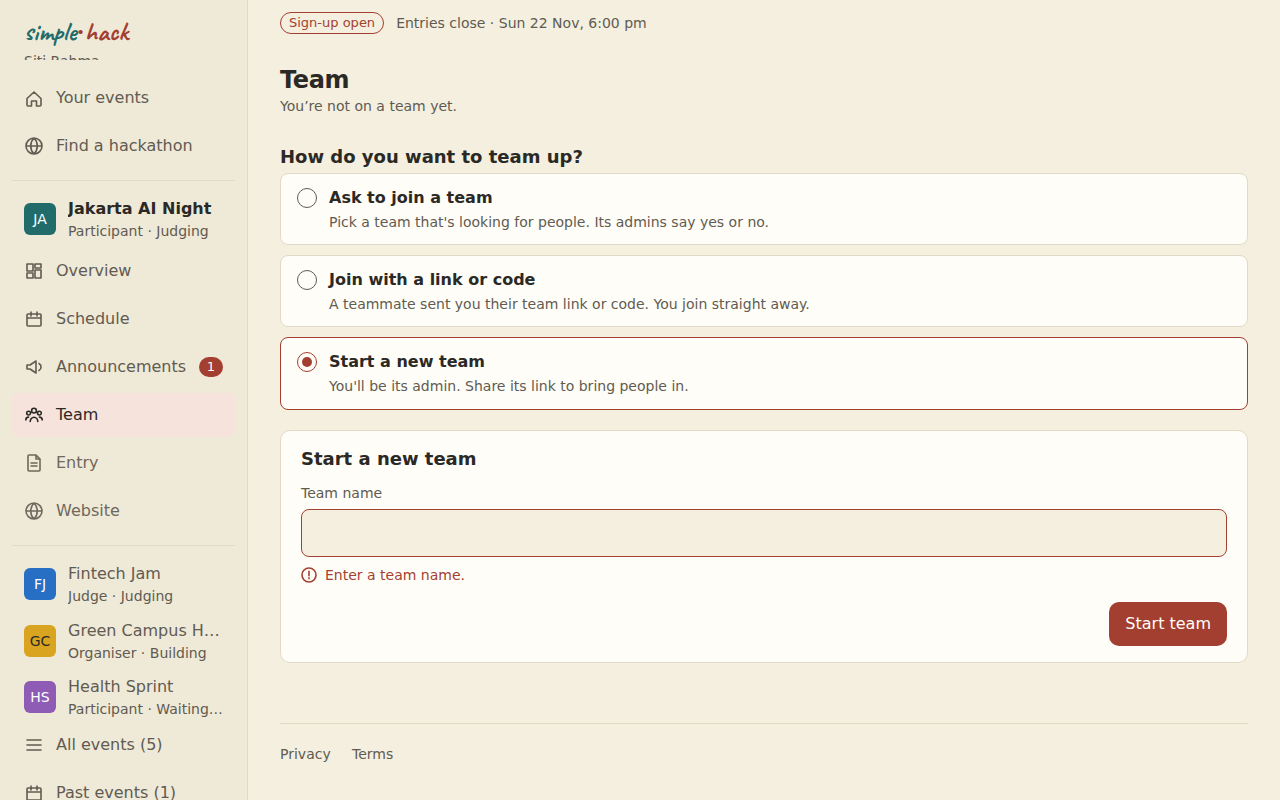 simple·hack
Siti Rahma
Your events
Find a hackathon
JA
Jakarta AI Night
Participant · Judging
Overview
Schedule
Announcements
1
Team
Entry
Website
FJ
Fintech Jam
Judge · Judging
GC
Green Campus H…
Organiser · Building
HS
Health Sprint
Participant · Waiting…
All events (5)
Past events (1)
Sign-up open
Entries close · Sun 22 Nov, 6:00 pm
Team
You’re not on a team yet.
How do you want to team up?
Ask to join a team
Pick a team that's looking for people. Its admins say yes or no.
Join with a link or code
A teammate sent you their team link or code. You join straight away.
Start a new team
You'll be its admin. Share its link to bring people in.
Start a new team
Team name
Enter a team name.
Start team
Privacy
Terms